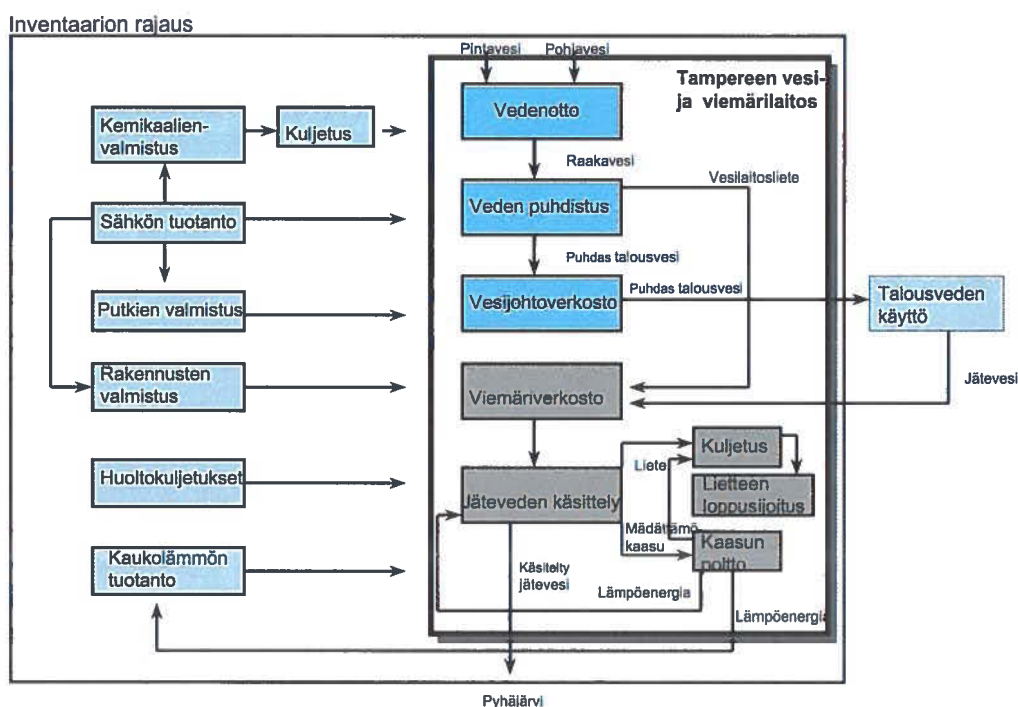 Inventaarion rajaus
Pintavesi
Pohjavesi
Tampereen vesi-
ja viemärilaitos
Vedenotto
Kemikaalien-
valmistus
Kuljetus
Raakavesi
Vesilaitosliete
Sähkön tuotanto
Veden puhdistus
Puhdas talousvesi
Putkien valmistus
Vesijohtoverkosto
Puhdas talousvesi
Talousveden
käyttö
Rakennusten
valmistus
Viemäriverkosto
Jätevesi
Kuljetus
Liete
Huoltokuljetukset
Jäteveden käsittely
Lietteen
loppusijoitus
Mädättämö-
kaasu
Kaasun
poltto
Kaukolämmön
tuotanto
Käsitelty
jätevesi
Lämpöenergia
Lämpöenergia
Pyhäjärvi